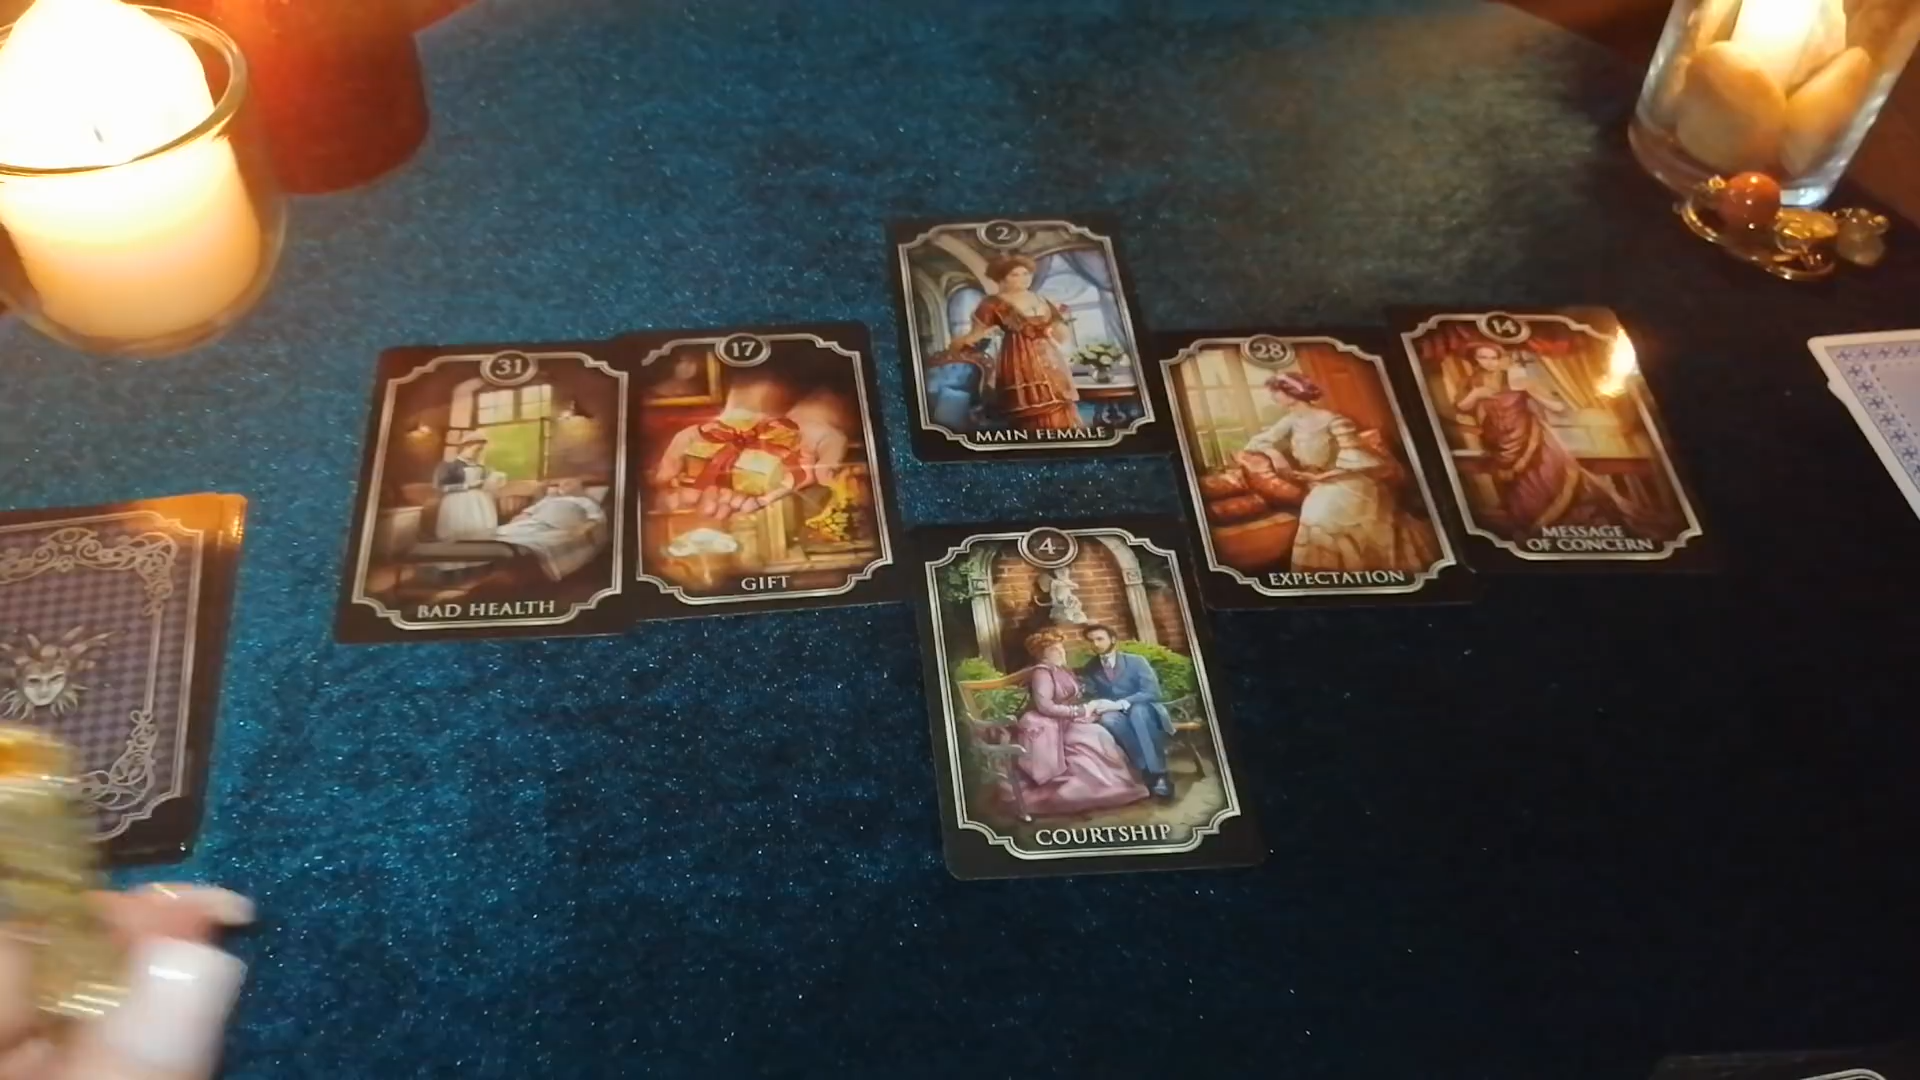 2
MAIN FEMALE
31
BAD HEALTH
17
GIFT
28
EXPECTATION
14
MESSAGE
OF CONCERN
4
COURTSHIP